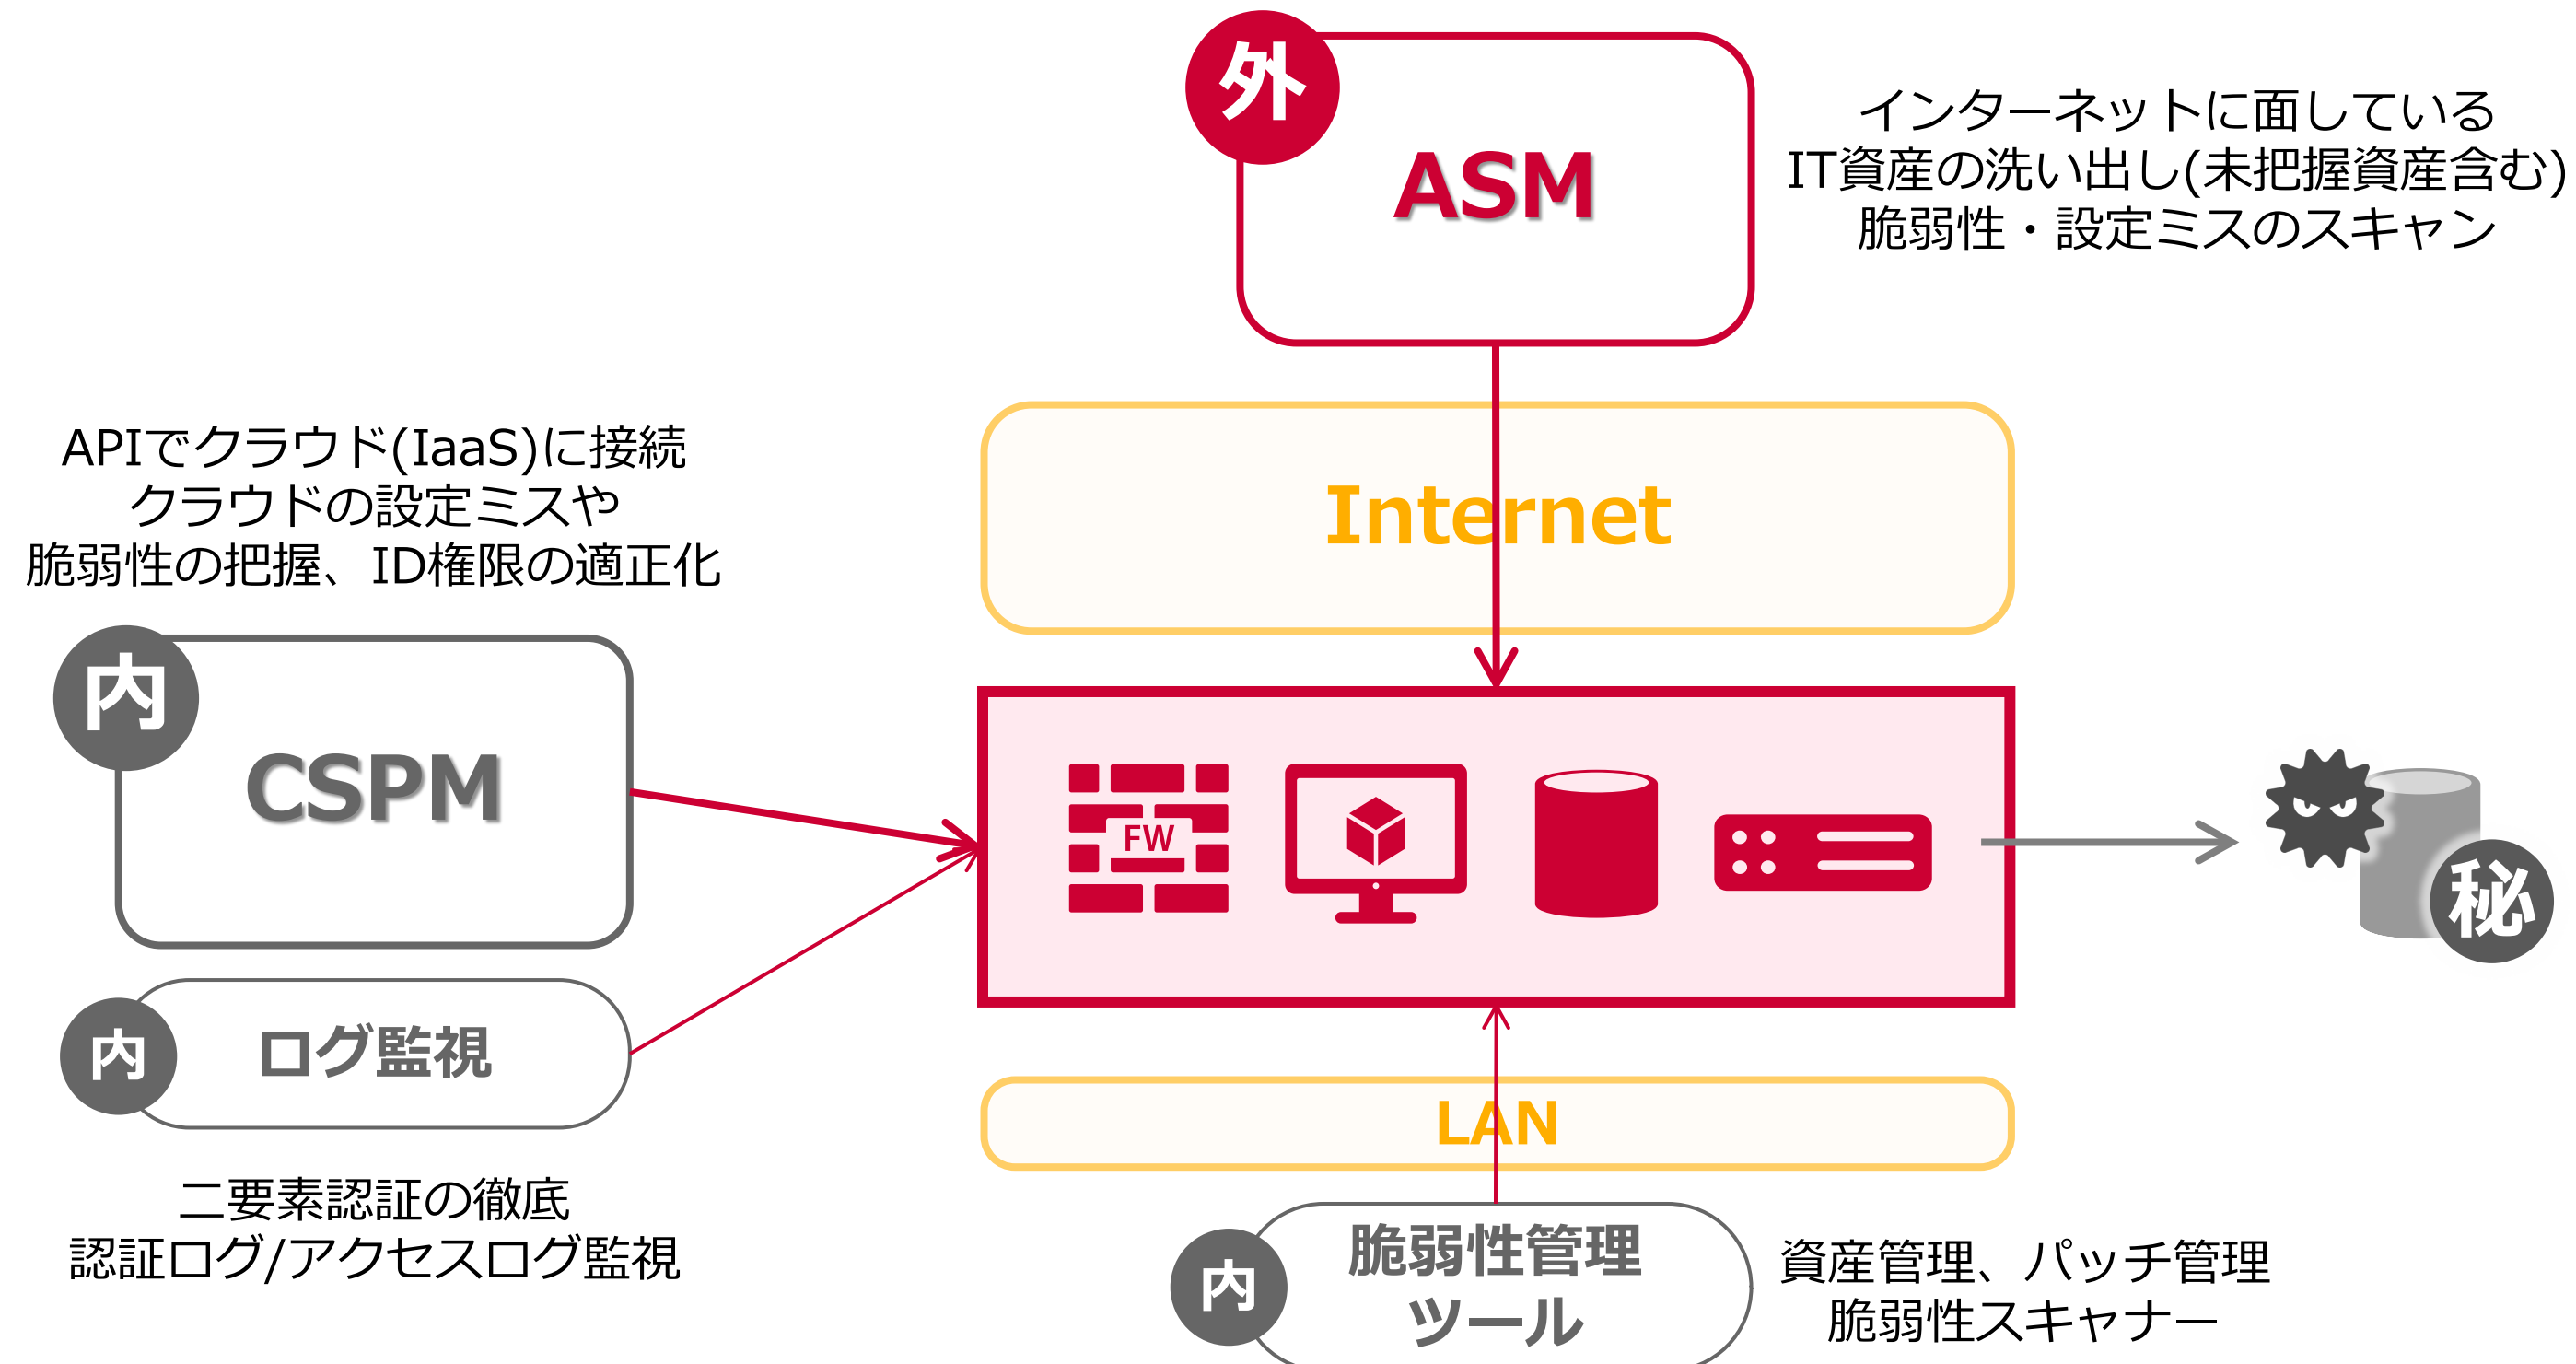 外
ASM
インターネットに面している
IT資産の洗い出し(未把握資産含む)
脆弱性・設定ミスのスキャン
APIでクラウド(IaaS)に接続
クラウドの設定ミスや
脆弱性の把握、ID権限の適正化
Internet
内
CSPM
FW
秘
内
ログ監視
二要素認証の徹底
認証ログ/アクセスログ監視
LAN
内
脆弱性管理
ツール
資産管理、パッチ管理
脆弱性スキャナー